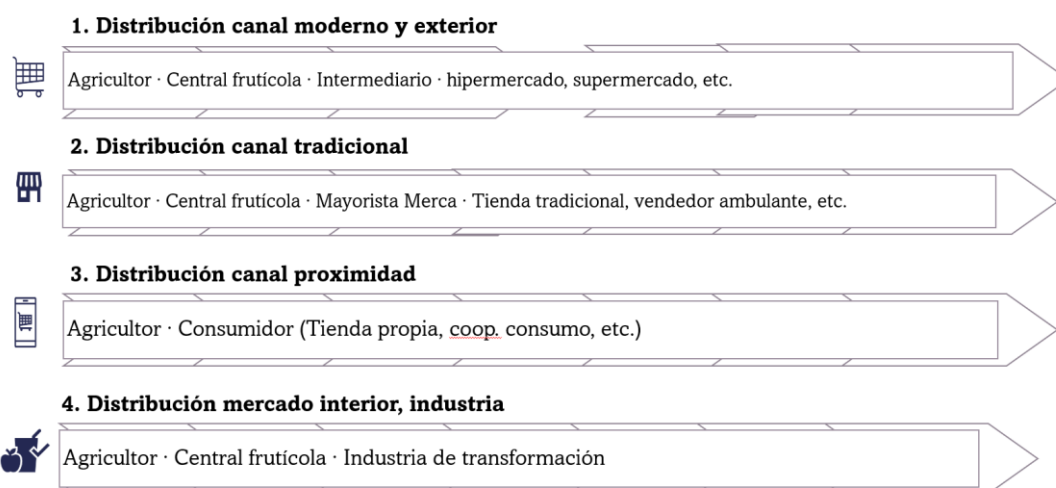 1. Distribución canal moderno y exterior
Agricultor · Central frutícola · Intermediario · hipermercado, supermercado, etc.
2. Distribución canal tradicional
Agricultor · Central frutícola · Mayorista Merca · Tienda tradicional, vendedor ambulante, etc.
3. Distribución canal proximidad
Agricultor · Consumidor (Tienda propia, coop. consumo, etc.)
4. Distribución mercado interior, industria
Agricultor · Central frutícola · Industria de transformación